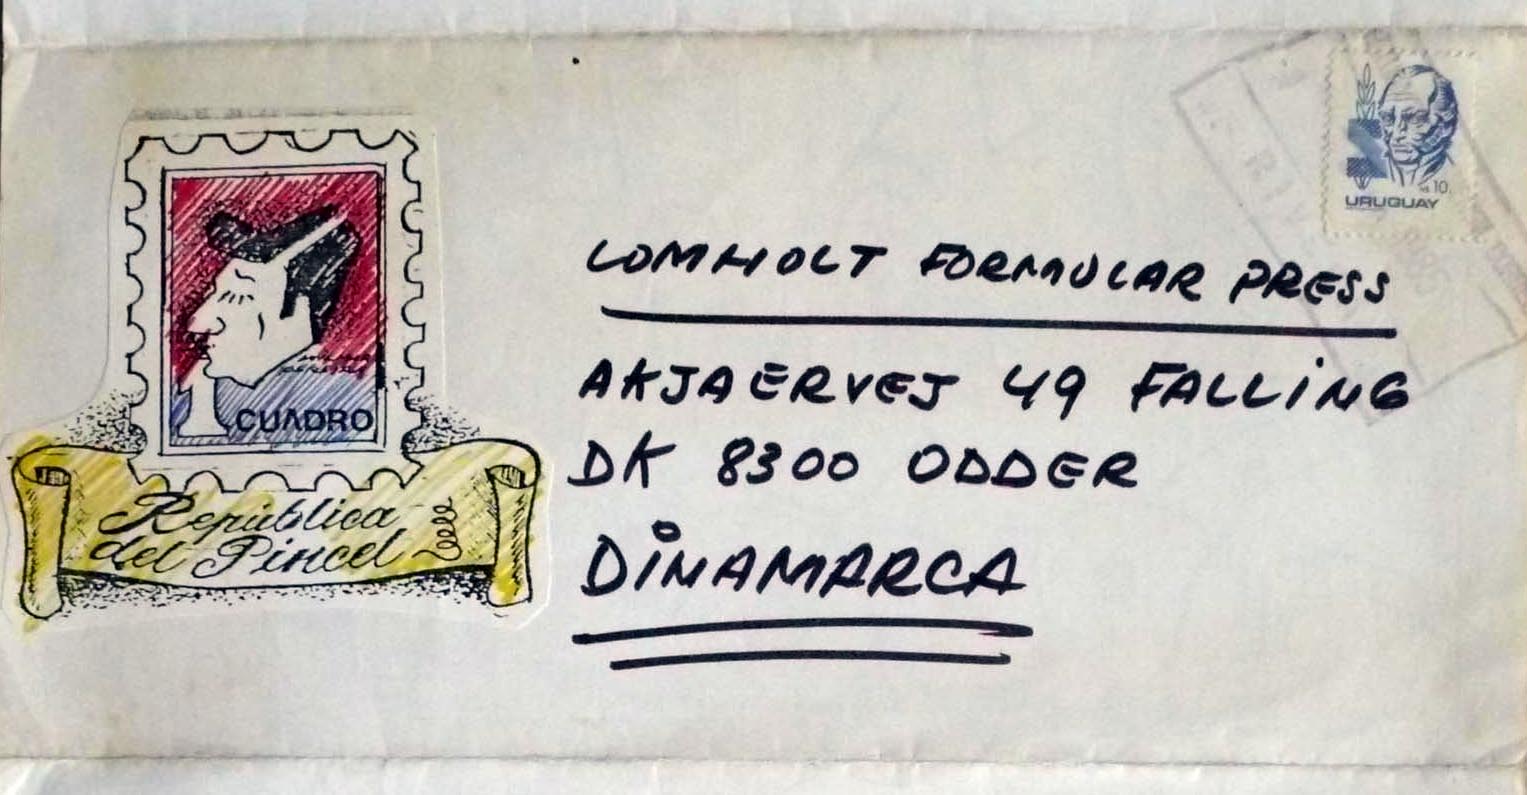 CUADRO
República
del Pincel
N$ 10
URUGUAY
LOMHOLT FORMULAR PRESS
AKJAERVEJ 49 FALLING
DK 8300 ODDER
DINAMARCA